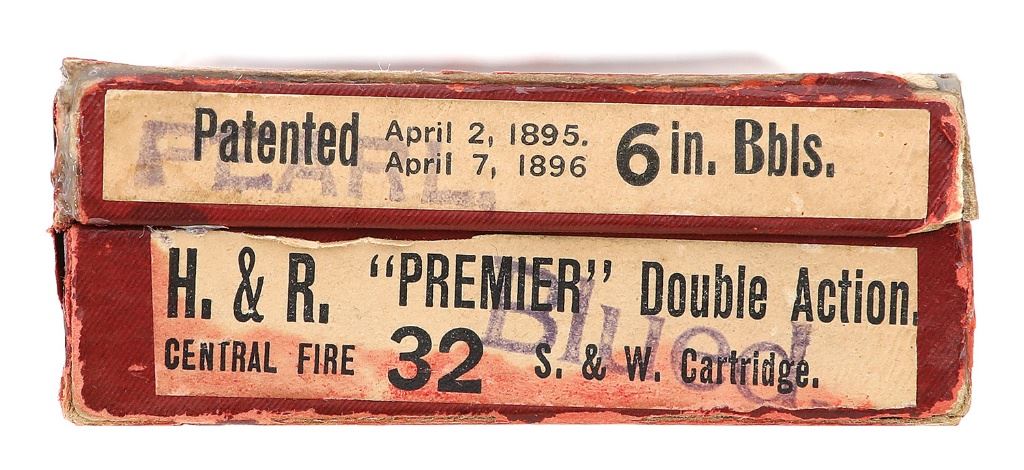 Patented April 2, 1895. 6 in. Bbls.
April 7, 1896
PEARL.
H. & R. “PREMIER” Double Action.
CENTRAL FIRE 32 S. & W. Cartridge.
Blued.